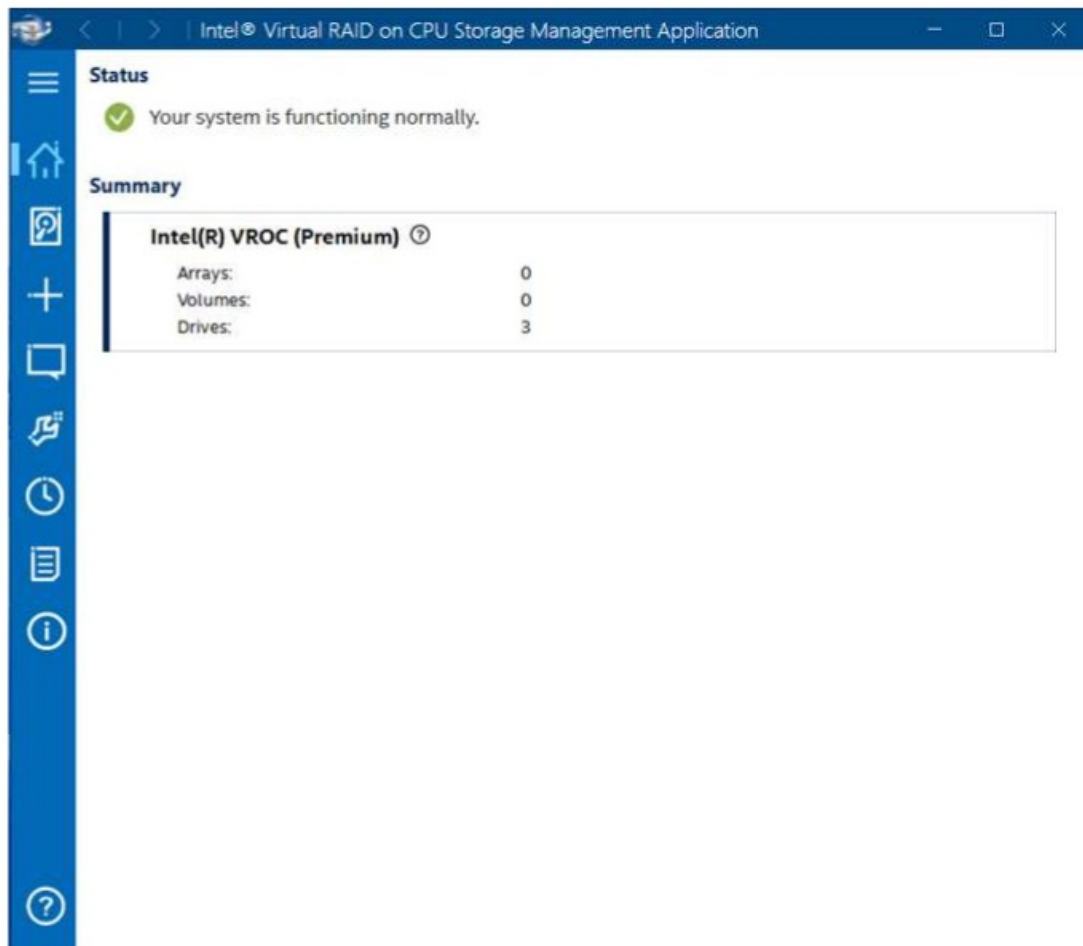 Intel® Virtual RAID on CPU Storage Management Application
Status
Your system is functioning normally.
Summary
Intel(R) VROC (Premium) ?
Arrays: 0
Volumes: 0
Drives: 3